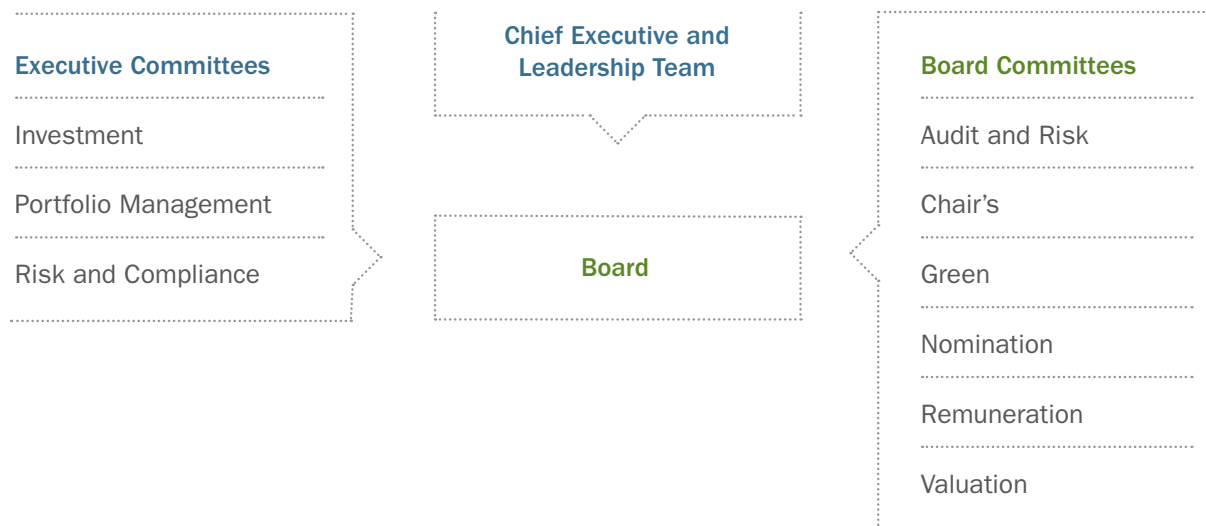 Executive Committees
Investment
Portfolio Management
Risk and Compliance
Chief Executive and
Leadership Team
Board
Board Committees
Audit and Risk
Chair’s
Green
Nomination
Remuneration
Valuation